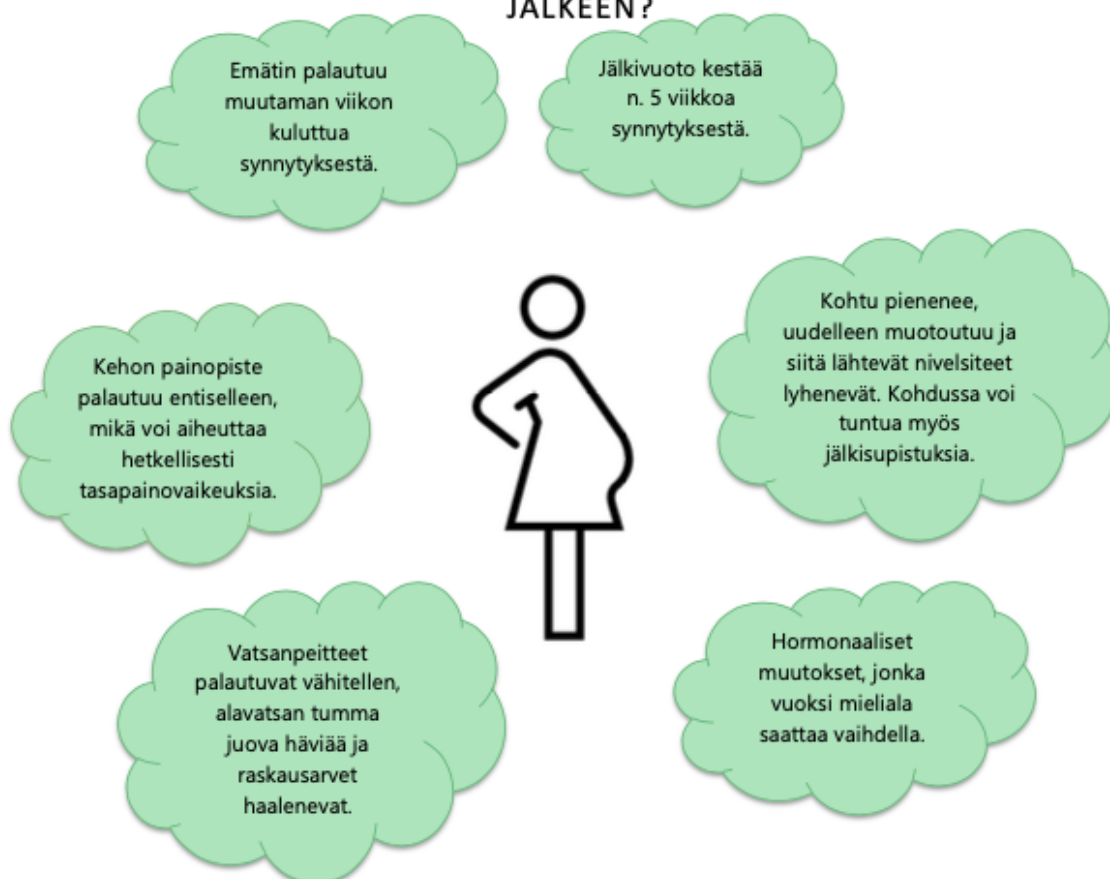 JÄLKEEN?
Emätin palautuu
muutaman viikon
kuluttua
synnytyksestä.
Jälkivuoto kestää
n. 5 viikkoa
synnytyksestä.
Kehon painopiste
palautuu entiselleen,
mikä voi aiheuttaa
hetkellisesti
tasapainovaikeuksia.
Kohtu pienenee,
uudelleen muotoutuu ja
siitä lähtevät nivelsiteet
lyhenevät. Kohdussa voi
tuntua myös
jälkisupistuksia.
Vatsanpeitteet
palautuvat vähitellen,
alavatsan tumma
juova häviää ja
raskausarvet
haalenevat.
Hormonaaliset
muutokset, jonka
vuoksi mieliala
saattaa vaihdella.